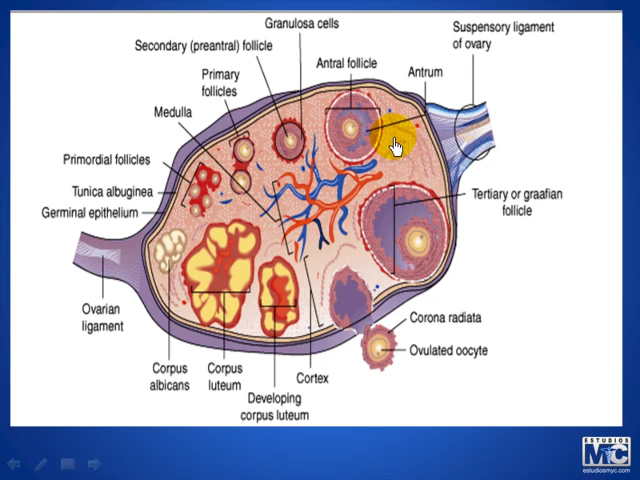 Granulosa cells
Suspensory ligament
of ovary
Secondary (preantral) follicle
Antral follicle
Antrum
Primary
follicles
Medulla
Primordial follicles
Tunica albuginea
Germinal epithelium
Tertiary or graafian
follicle
Ovarian
ligament
Corona radiata
Ovulated oocyte
Corpus
albicans
Corpus
luteum
Cortex
Developing
corpus luteum
ESTUDIOS
MyC
estudiosmyc.com